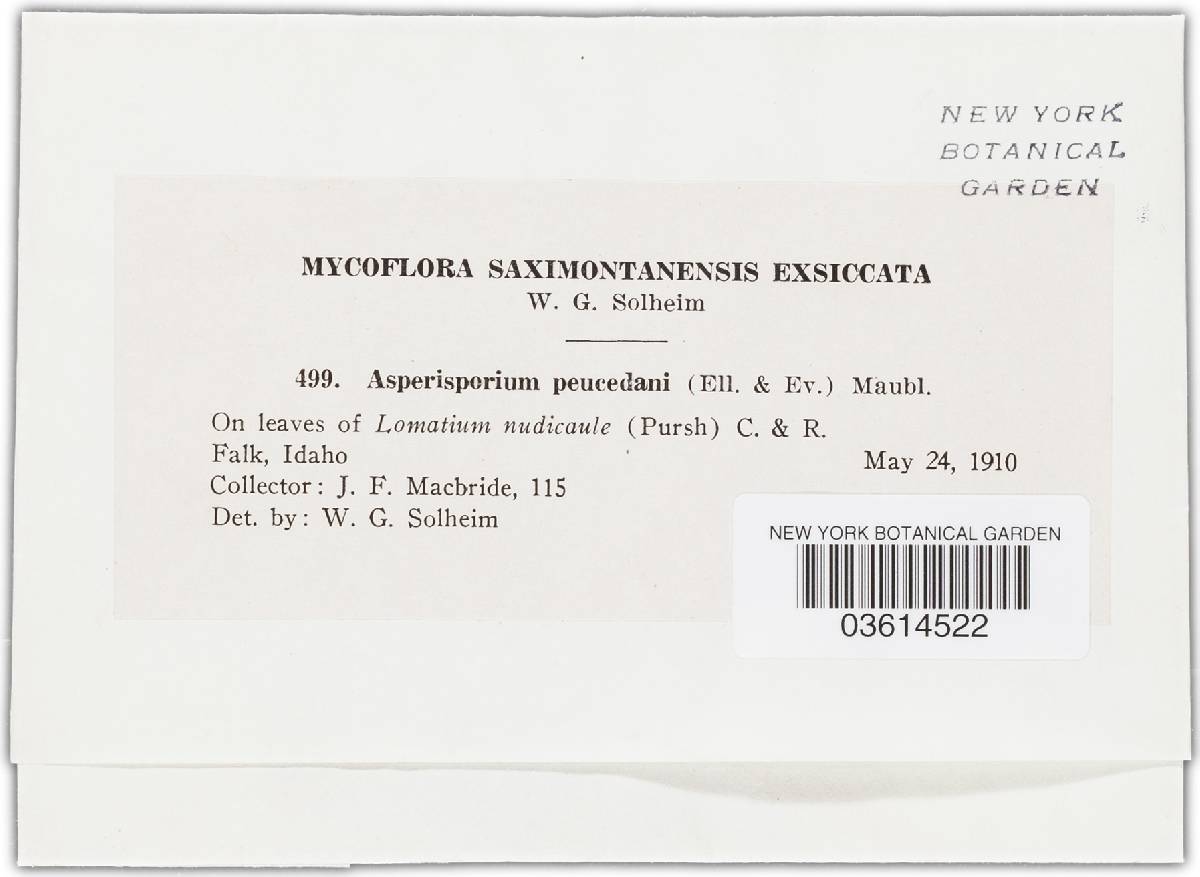 NEW YORK
BOTANICAL
GARDEN
MYCOFLORA SAXIMONTANENSIS EXSICCATA
W. G. Solheim
499. Asperisporium peucedani (Ell. & Ev.) Maubl.
On leaves of Lomatium nudicaule (Pursh) C. & R.
Falk, Idaho May 24, 1910
Collector: J. F. Macbride, 115
Det. by: W. G. Solheim
NEW YORK BOTANICAL GARDEN
03614522